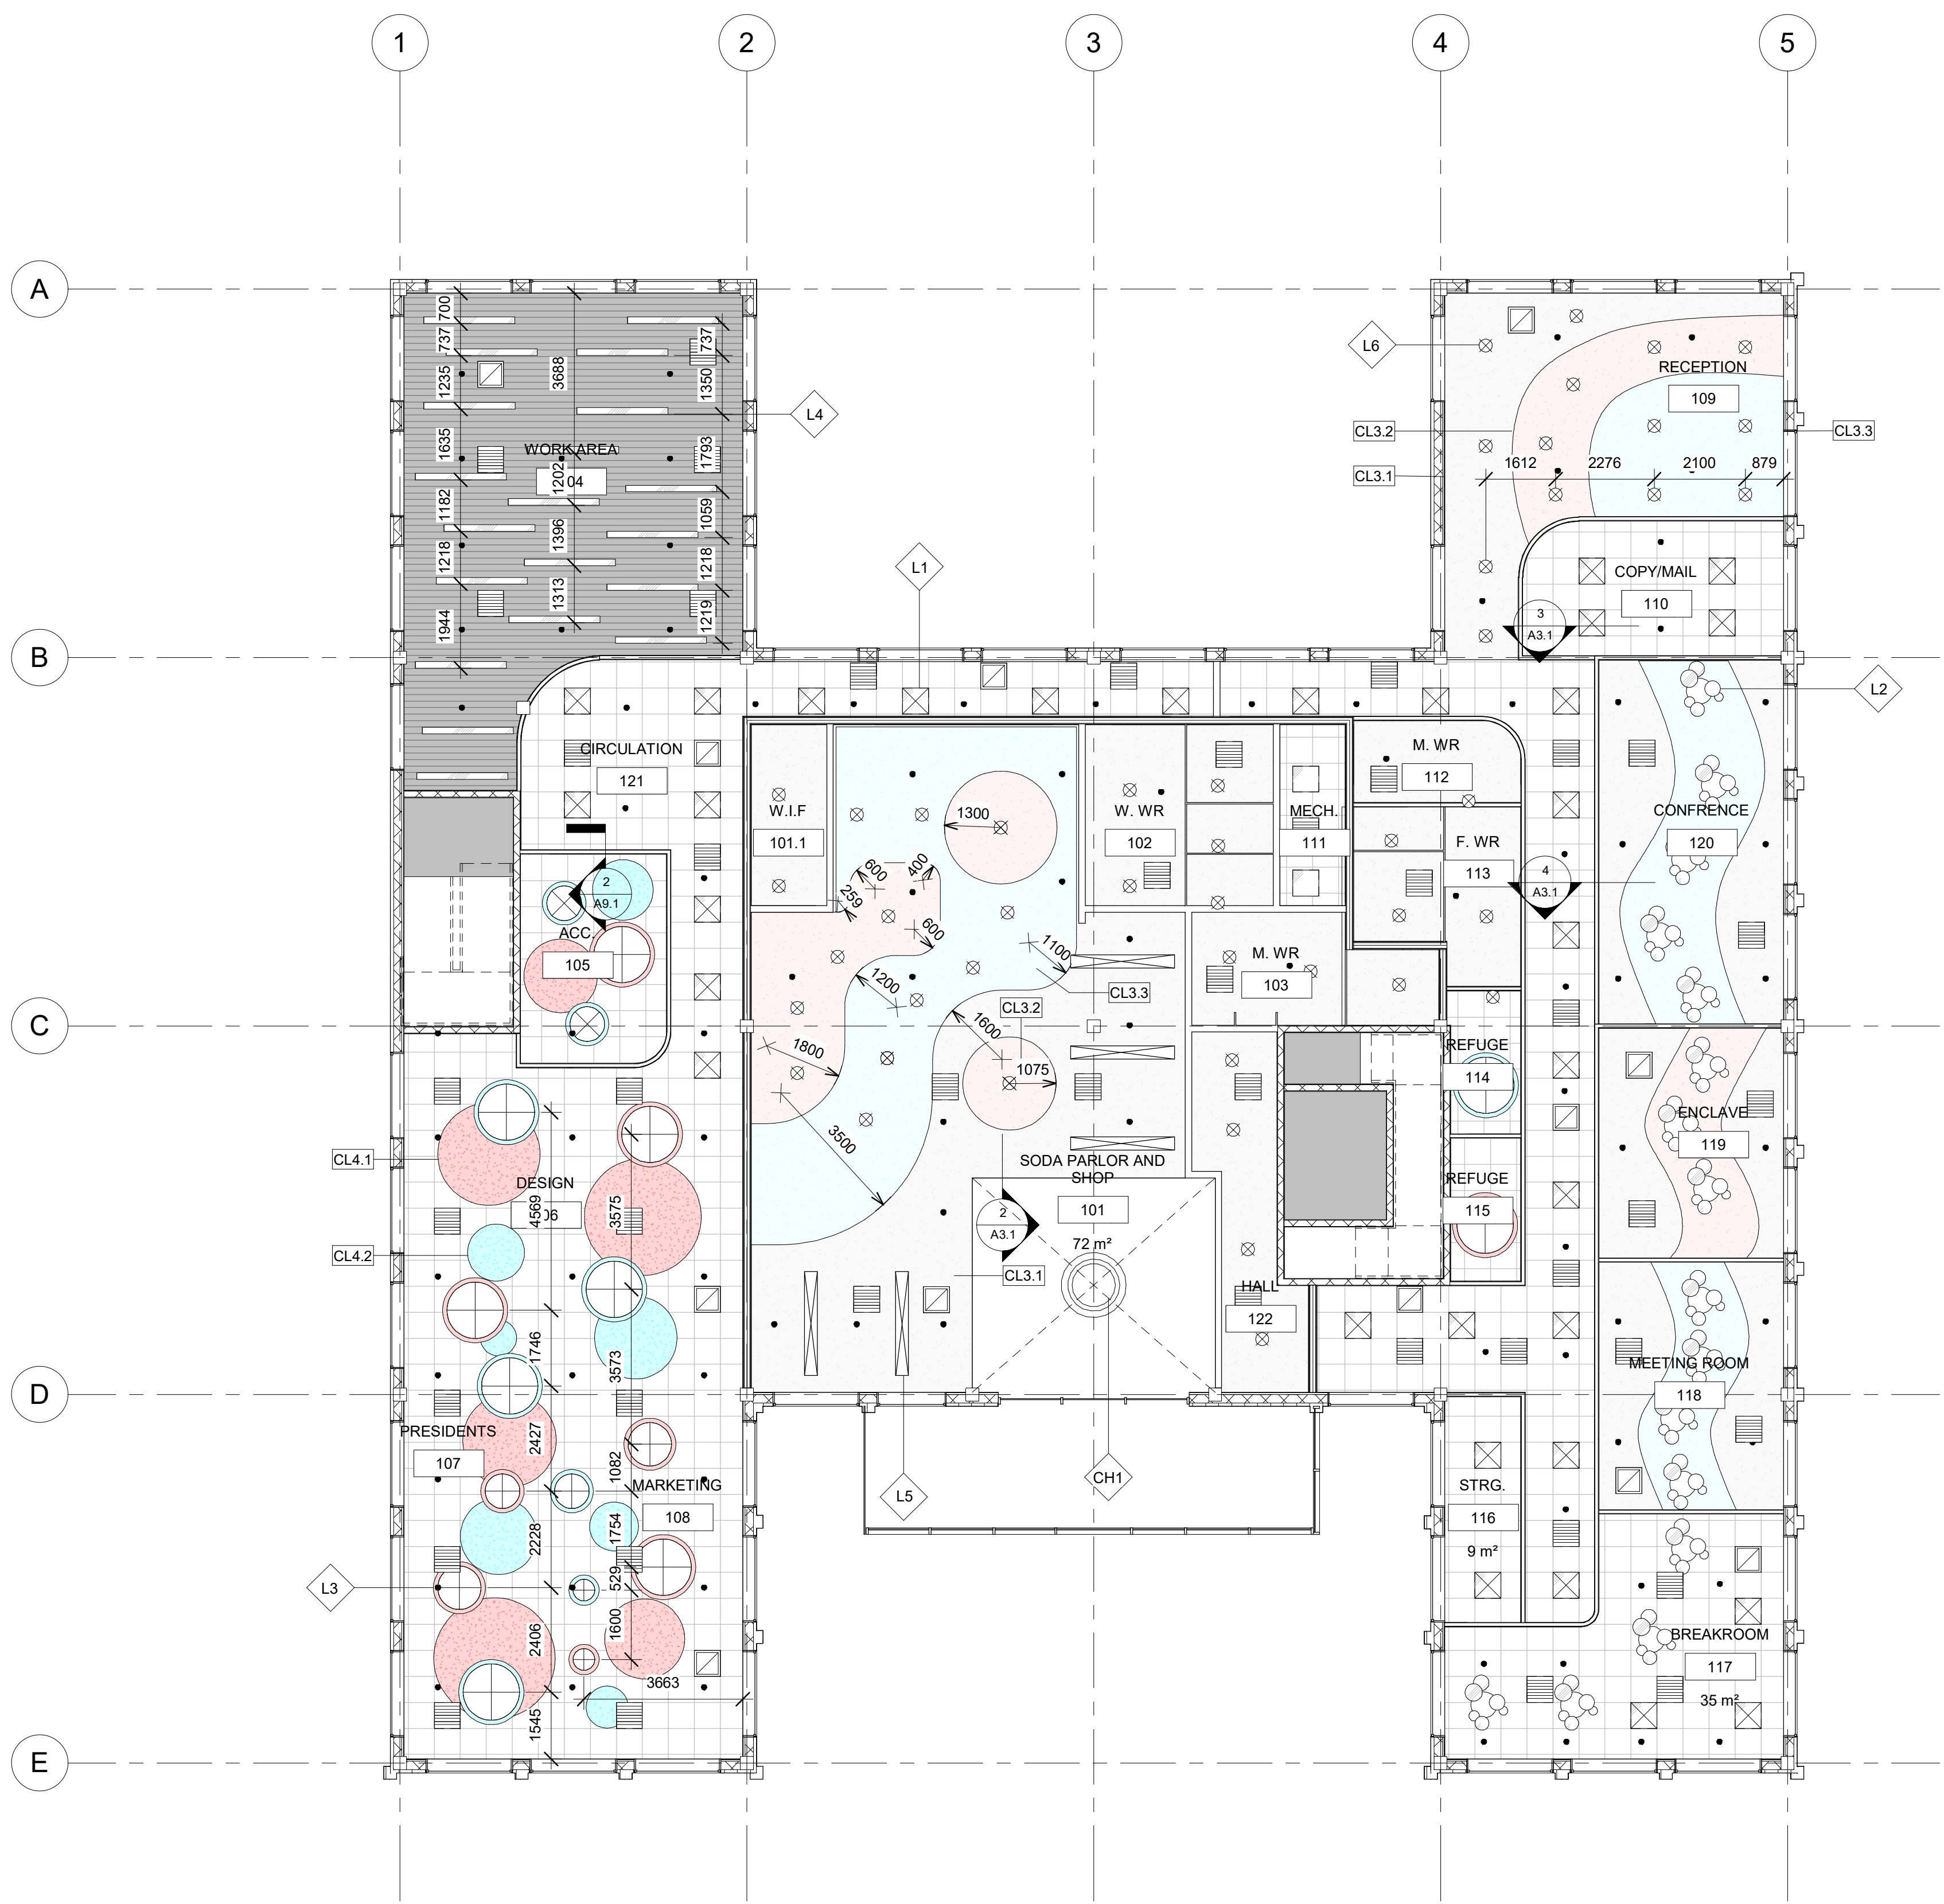 1
2
3
4
5
A
B
C
D
E
700
737
1235
1635
1182
1218
1944
3688
1202
1396
1313
737
1350
1793
1059
1218
1219
WORK AREA
04
L4
L6
CL3.2
CL3.1
CL3.3
RECEPTION
109
1612
2276
2100
879
COPY/MAIL
110
3
A3.1
L1
L2
CIRCULATION
121
W.I.F
101.1
1300
600
400
259
600
1100
1200
1800
1600
1075
3500
CL3.3
CL3.2
W. WR
102
MECH.
111
M. WR
112
F. WR
113
4
A3.1
CONFRENCE
120
2
A9.1
ACC.
105
M. WR
103
REFUGE
114
REFUGE
115
ENCLAVE
119
CL4.1
CL4.2
DESIGN
06
4569
3575
1746
3573
2427
1082
2228
1754
529
2406
1600
3663
1545
SODA PARLOR AND
SHOP
101
72 m²
2
A3.1
CL3.1
HALL
122
MEETING ROOM
118
PRESIDENTS
107
MARKETING
108
L5
CH1
L3
STRG.
116
9 m²
BREAKROOM
117
35 m²